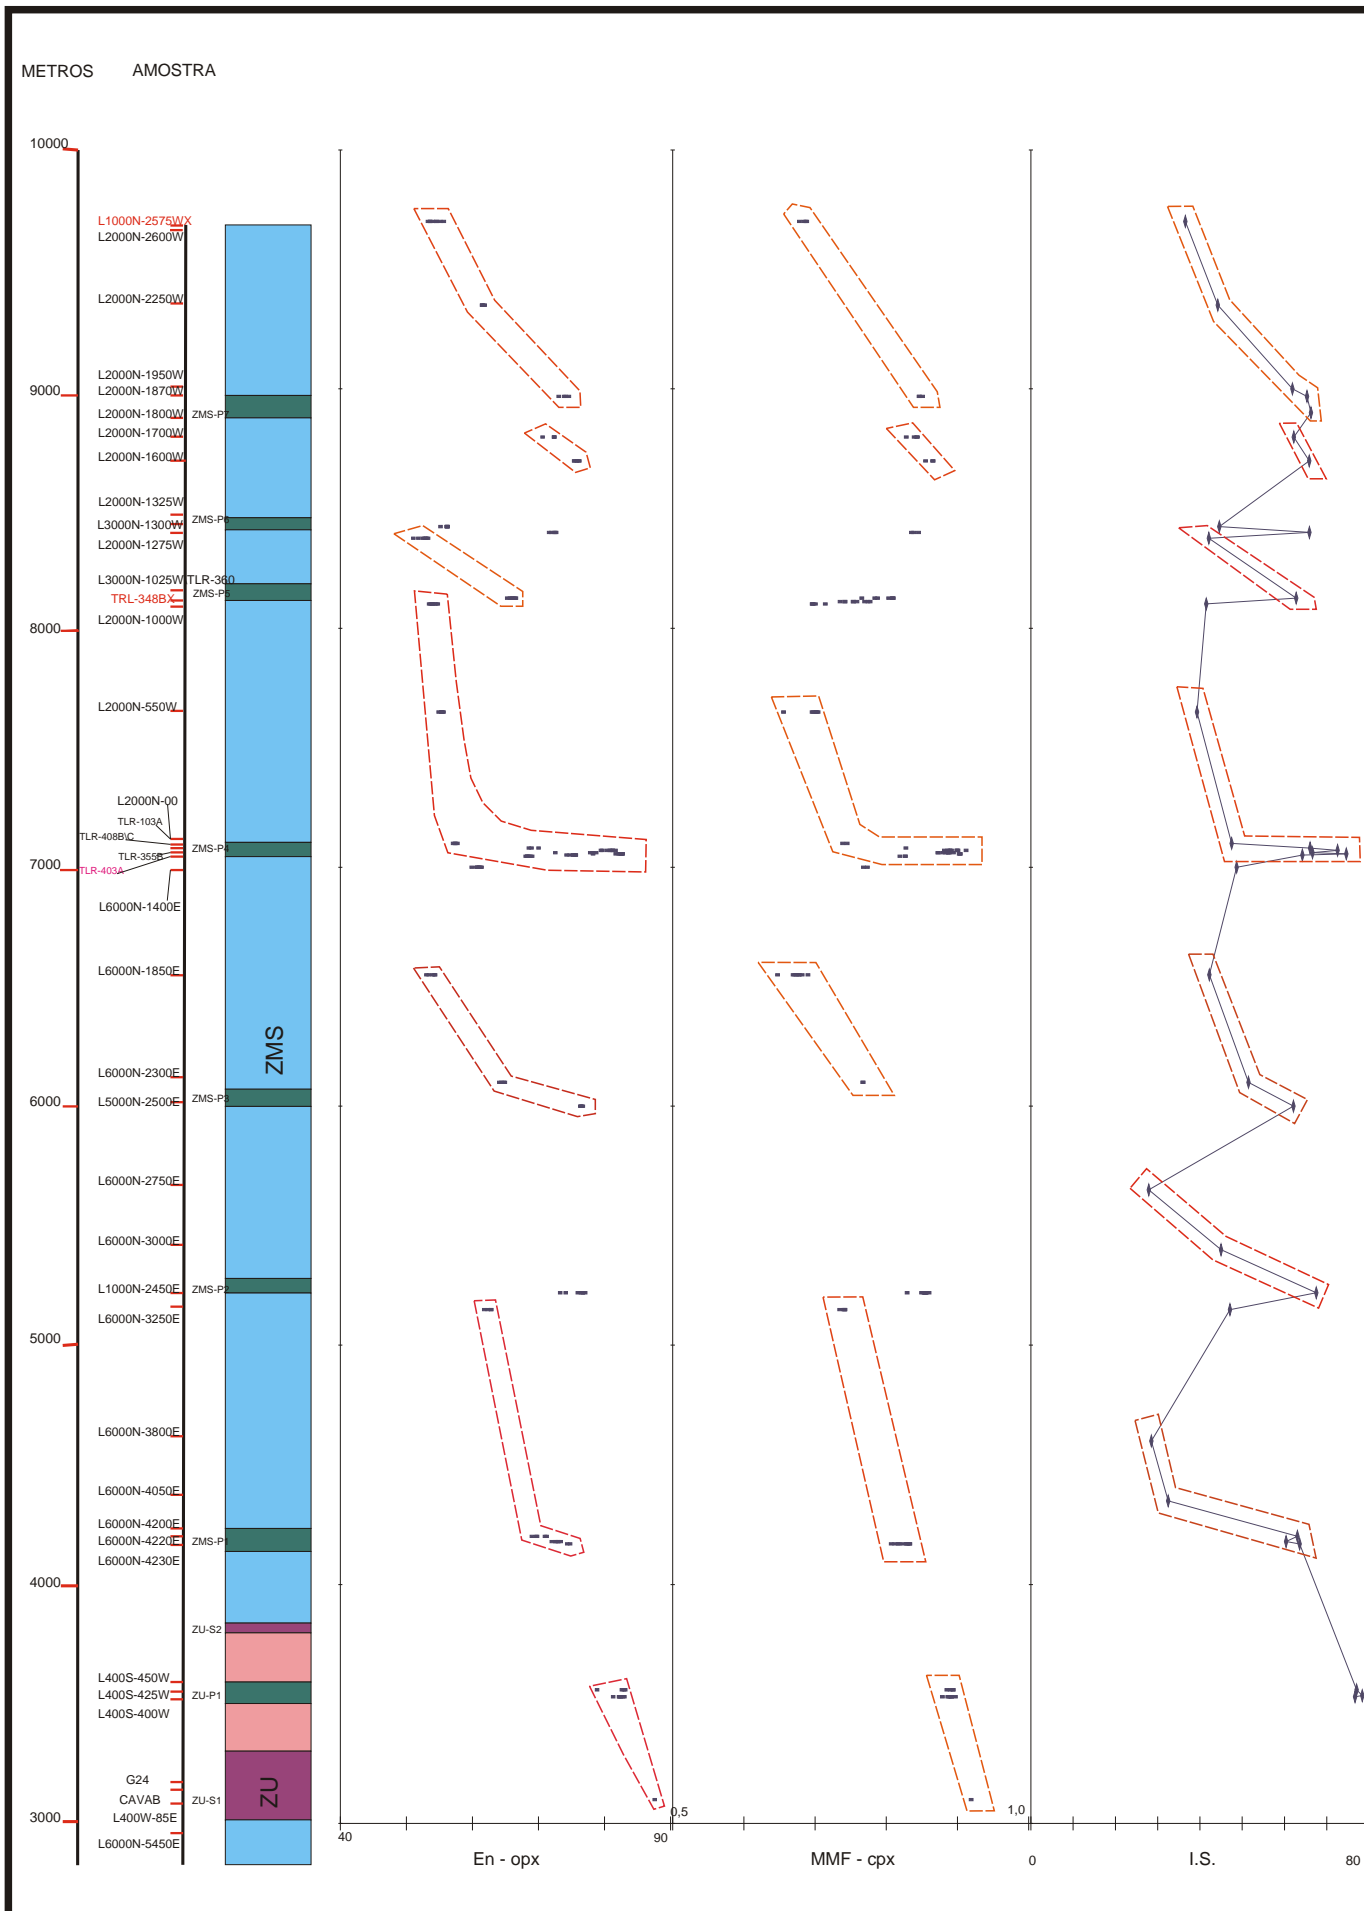 METROS AMOSTRA
10000
L1000N-2575WX
L2000N-2600W
L2000N-2250W
L2000N-1950W
9000
L2000N-1870W
L2000N-1800W ZMS-P7
L2000N-1700W
L2000N-1600W
L2000N-1325W
L3000N-1300W ZMS-P6
L2000N-1275W
L3000N-1025W TLR-360
TRL-348BX ZMS-P5
L2000N-1000W
8000
L2000N-550W
L2000N-00
TLR-103A
TLR-408B\C
ZMS-P4
TLR-355B
7000
TLR-403A
L6000N-1400E
L6000N-1850E
ZMS
L6000N-2300E
6000
L5000N-2500E ZMS-P3
L6000N-2750E
L6000N-3000E
L1000N-2450E ZMS-P2
L6000N-3250E
5000
L6000N-3800E
L6000N-4050E
L6000N-4200E
L6000N-4220E ZMS-P1
L6000N-4230E
4000
ZU-S2
L400S-450W
L400S-425W ZU-P1
L400S-400W
G24
ZU
CAVAB ZU-S1
L400W-85E
3000
L6000N-5450E
40 90
En - opx
0,5 1,0
MMF - cpx
0 80
I.S.